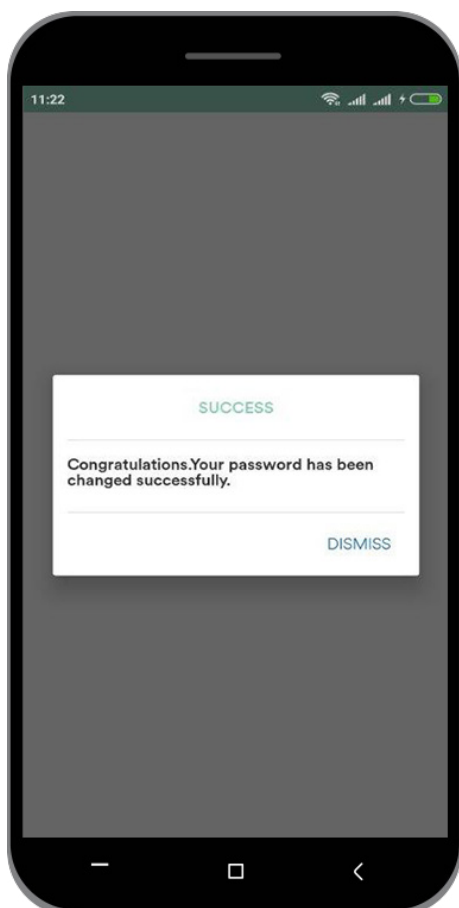 11:22
SUCCESS
Congratulations.Your password has been
changed successfully.
DISMISS